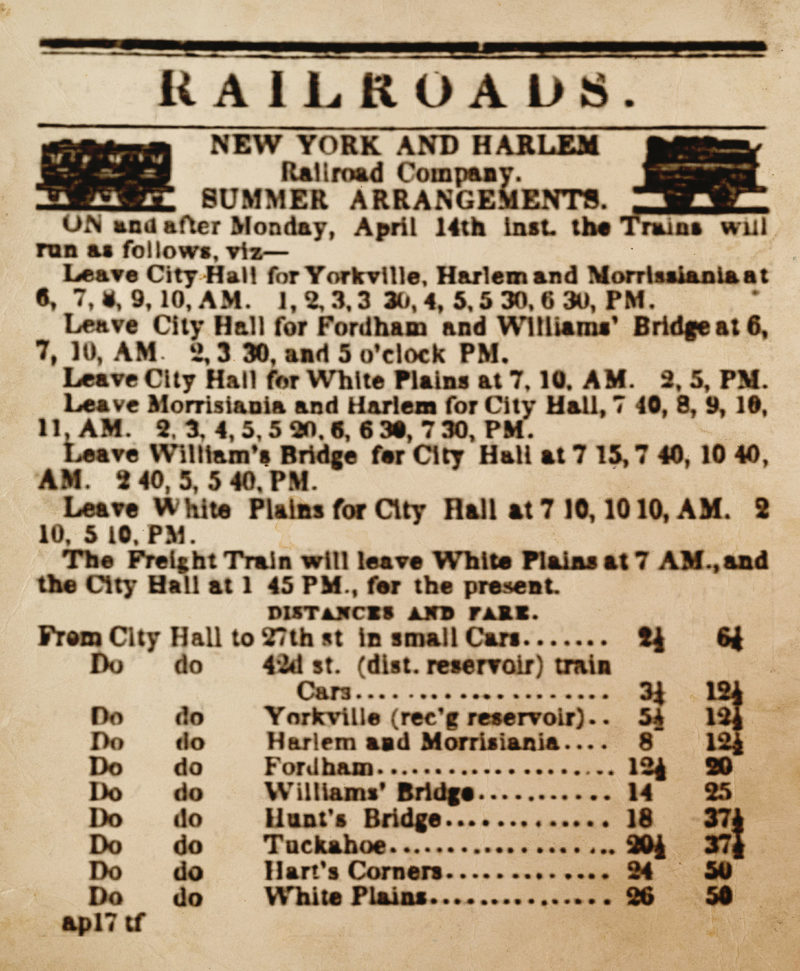 RAILROADS.
NEW YORK AND HARLEM
Railroad Company.
SUMMER ARRANGEMENTS.
ON and after Monday, April 14th inst. the Trains will
run as follows, viz—
Leave City Hall for Yorkville, Harlem and Morrissiania at
6, 7, 8, 9, 10, AM. 1, 2, 3, 3 30, 4, 5, 5 30, 6 30, PM.
Leave City Hall for Fordham and Williams' Bridge at 6,
7, 10, AM. 2, 3 30, and 5 o'clock PM.
Leave City Hall for White Plains at 7, 10, AM. 2, 5, PM.
Leave Morrisiania and Harlem for City Hall, 7 40, 8, 9, 10,
11, AM. 2, 3, 4, 5, 5 20, 6, 6 30, 7 30, PM.
Leave William's Bridge for City Hall at 7 15, 7 40, 10 40,
AM. 2 40, 5, 5 40, PM.
Leave White Plains for City Hall at 7 10, 10 10, AM. 2
10, 5 10, PM.
The Freight Train will leave White Plains at 7 AM., and
the City Hall at 1 45 PM., for the present.
DISTANCES AND FARE.
From City Hall to 27th st in small Cars....... 2½ 6¼
Do do 42d st. (dist. reservoir) train
Cars.................... 3½ 12½
Do do Yorkville (rec'g reservoir).. 5½ 12½
Do do Harlem and Morrisiania.... 8 12½
Do do Fordham.................... 12½ 20
Do do Williams' Bridge........... 14 25
Do do Hunt's Bridge.............. 18 37½
Do do Tuckahoe................... 20½ 37½
Do do Hart's Corners............. 24 50
Do do White Plains............... 26 50
ap17 tf